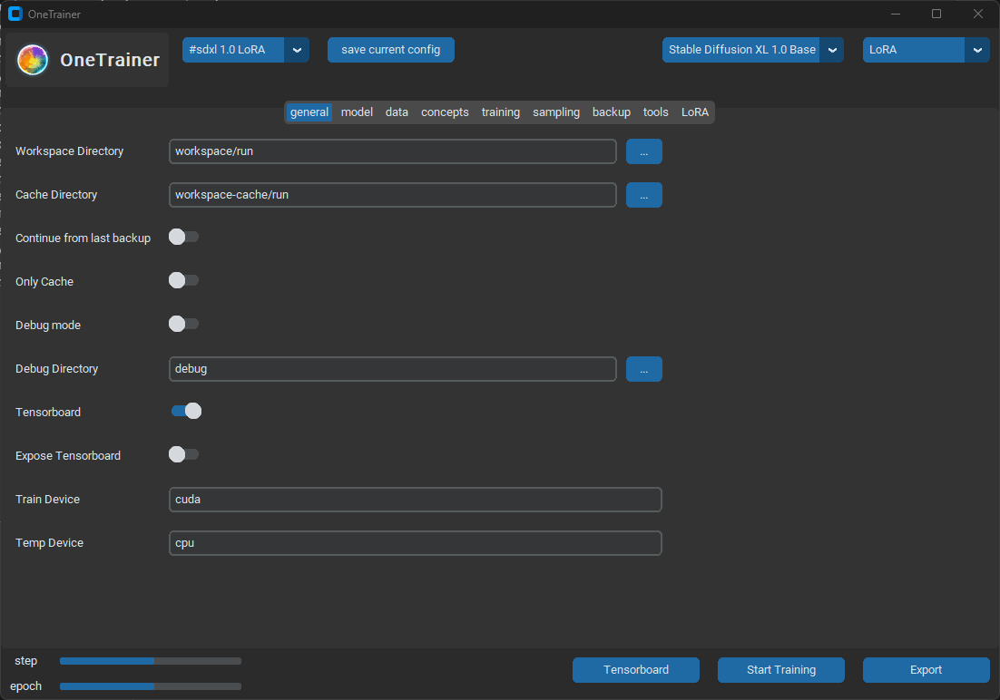 OneTrainer
OneTrainer
#sdxl 1.0 LoRA
save current config
Stable Diffusion XL 1.0 Base
LoRA
general model data concepts training sampling backup tools LoRA
Workspace Directory workspace/run ...
Cache Directory workspace-cache/run ...
Continue from last backup
Only Cache
Debug mode
Debug Directory debug ...
Tensorboard
Expose Tensorboard
Train Device cuda
Temp Device cpu
step
epoch
Tensorboard Start Training Export